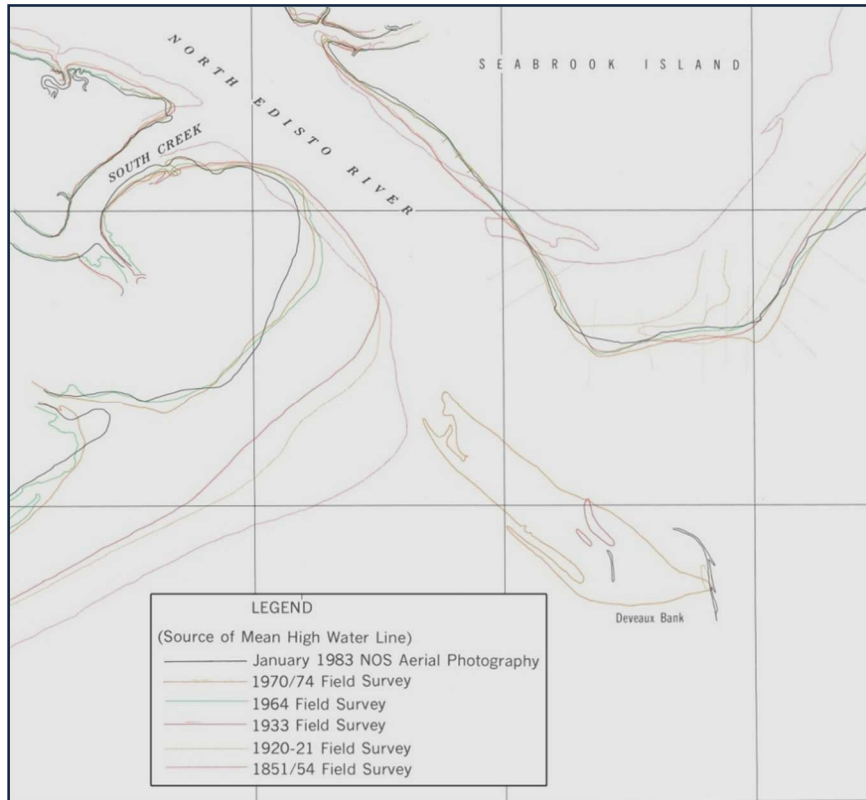 NORTH EDISTO RIVER
SEABROOK ISLAND
SOUTH CREEK
Deveaux Bank
LEGEND
(Source of Mean High Water Line)
January 1983 NOS Aerial Photography
1970/74 Field Survey
1964 Field Survey
1933 Field Survey
1920-21 Field Survey
1851/54 Field Survey